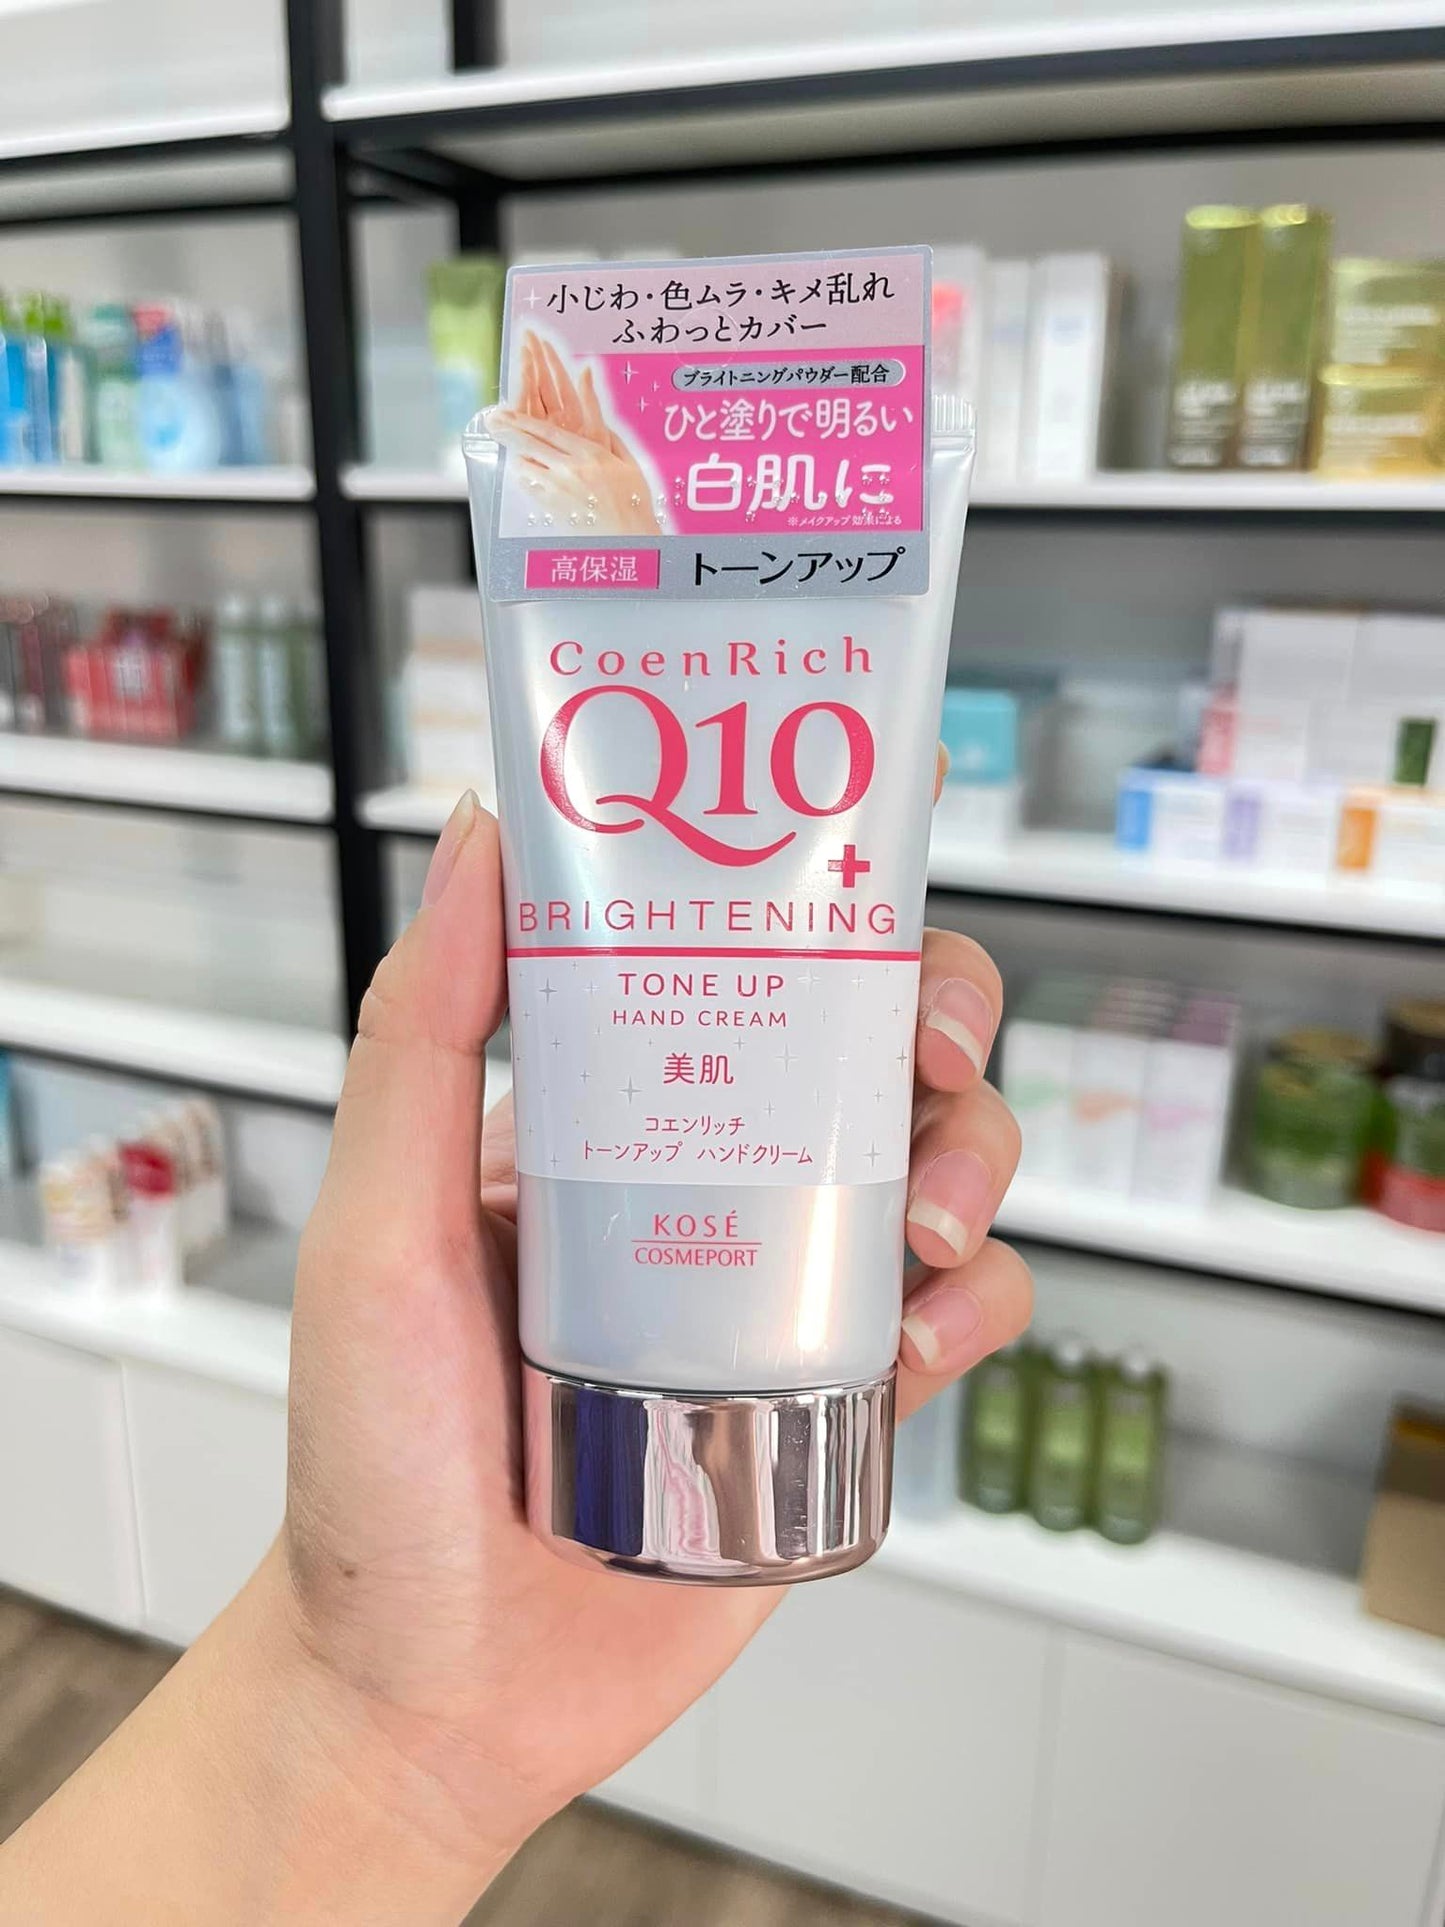 小じわ・色ムラ・キメ乱れ
ふわっとカバー
ブライトニングパウダー配合
ひと塗りで明るい
白肌に
※メイクアップ効果による
高保湿 トーンアップ
CoenRich
Q10
+
BRIGHTENING
TONE UP
HAND CREAM
美肌
コエンリッチ
トーンアップ ハンドクリーム
KOSÉ
COSMEPORT